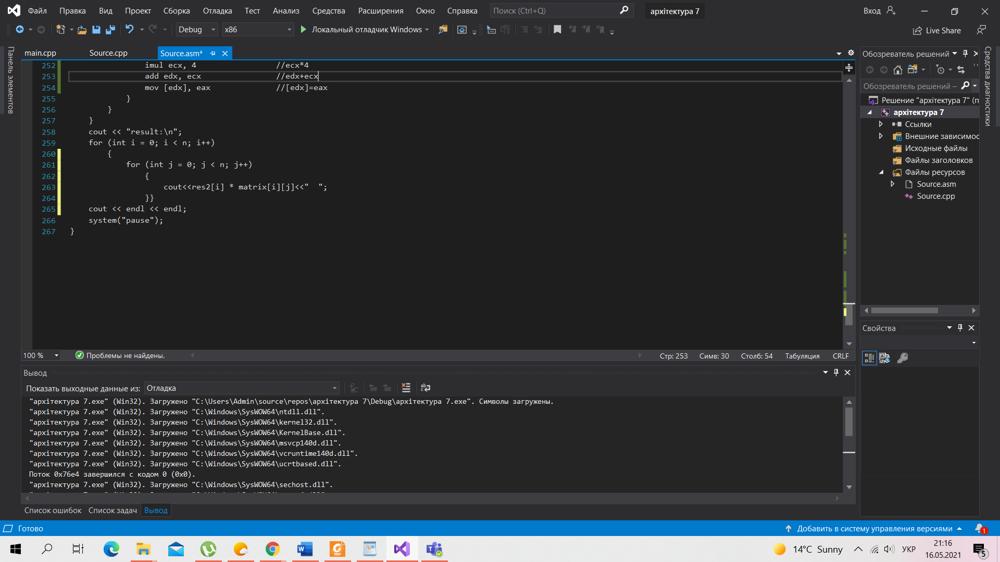 Файл Правка Вид Проект Сборка Отладка Тест Анализ Средства Расширения Окно Справка Поиск (Ctrl+Q) архітектура 7 Вход
Debug x86 Локальный отладчик Windows Live Share
Панель элементов
main.cpp Source.cpp Source.asm*
252 imul ecx, 4 //ecx*4
253 add edx, ecx //edx+ecx
254 mov [edx], eax //[edx]=eax
255 }
256 }
257 }
258 cout << "result:\n";
259 for (int i = 0; i < n; i++)
260 {
261 for (int j = 0; j < n; j++)
262 {
263 cout<<res2[i] * matrix[i][j]<<"  ";
264 }}
265 cout << endl << endl;
266 system("pause");
267 }
100 % Проблемы не найдены. Стр: 253 Симв: 30 Столб: 54 Табуляция CRLF
Вывод
Показать выходные данные из: Отладка
"архітектура 7.exe" (Win32). Загружено "C:\Users\Admin\source\repos\архітектура 7\Debug\архітектура 7.exe". Символы загружены.
"архітектура 7.exe" (Win32). Загружено "C:\Windows\SysWOW64\ntdll.dll".
"архітектура 7.exe" (Win32). Загружено "C:\Windows\SysWOW64\kernel32.dll".
"архітектура 7.exe" (Win32). Загружено "C:\Windows\SysWOW64\KernelBase.dll".
"архітектура 7.exe" (Win32). Загружено "C:\Windows\SysWOW64\msvcp140d.dll".
"архітектура 7.exe" (Win32). Загружено "C:\Windows\SysWOW64\vcruntime140d.dll".
"архітектура 7.exe" (Win32). Загружено "C:\Windows\SysWOW64\ucrtbased.dll".
Поток 0x76e4 завершился с кодом 0 (0x0).
"архітектура 7.exe" (Win32). Загружено "C:\Windows\SysWOW64\sechost.dll".
Список ошибок Список задач Вывод
Обозреватель решений
Обозреватель решений –
Решение "архітектура 7" (п
архітектура 7
Ссылки
Внешние зависимос
Исходные файлы
Файлы заголовков
Файлы ресурсов
Source.asm
Source.cpp
Свойства
Средства диагностики
Готово Добавить в систему управления версиями 1
14°C Sunny УКР 21:16
16.05.2021
5